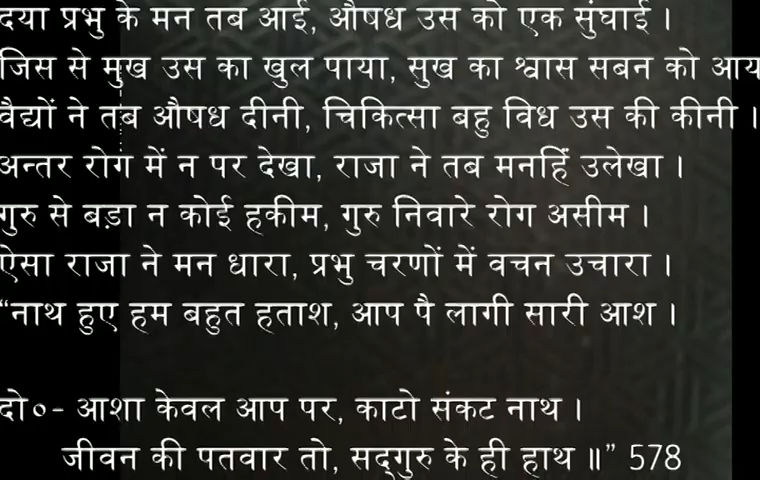 दया प्रभु के मन तब आई, औषध उस को एक सुंघाई ।
जिस से मुख उस का खुल पाया, सुख का श्वास सबन को आय
वैद्यों ने तब औषध दीनी, चिकित्सा बहु विध उस की कीनी ।
अन्तर रोग में न पर देखा, राजा ने तब मनहिं उलेखा ।
गुरु से बड़ा न कोई हकीम, गुरु निवारे रोग असीम ।
ऐसा राजा ने मन धारा, प्रभु चरणों में वचन उचारा ।
“नाथ हुए हम बहुत हताश, आप पै लागी सारी आश ।
दो०- आशा केवल आप पर, काटो संकट नाथ ।
जीवन की पतवार तो, सद्गुरु के ही हाथ ॥” 578